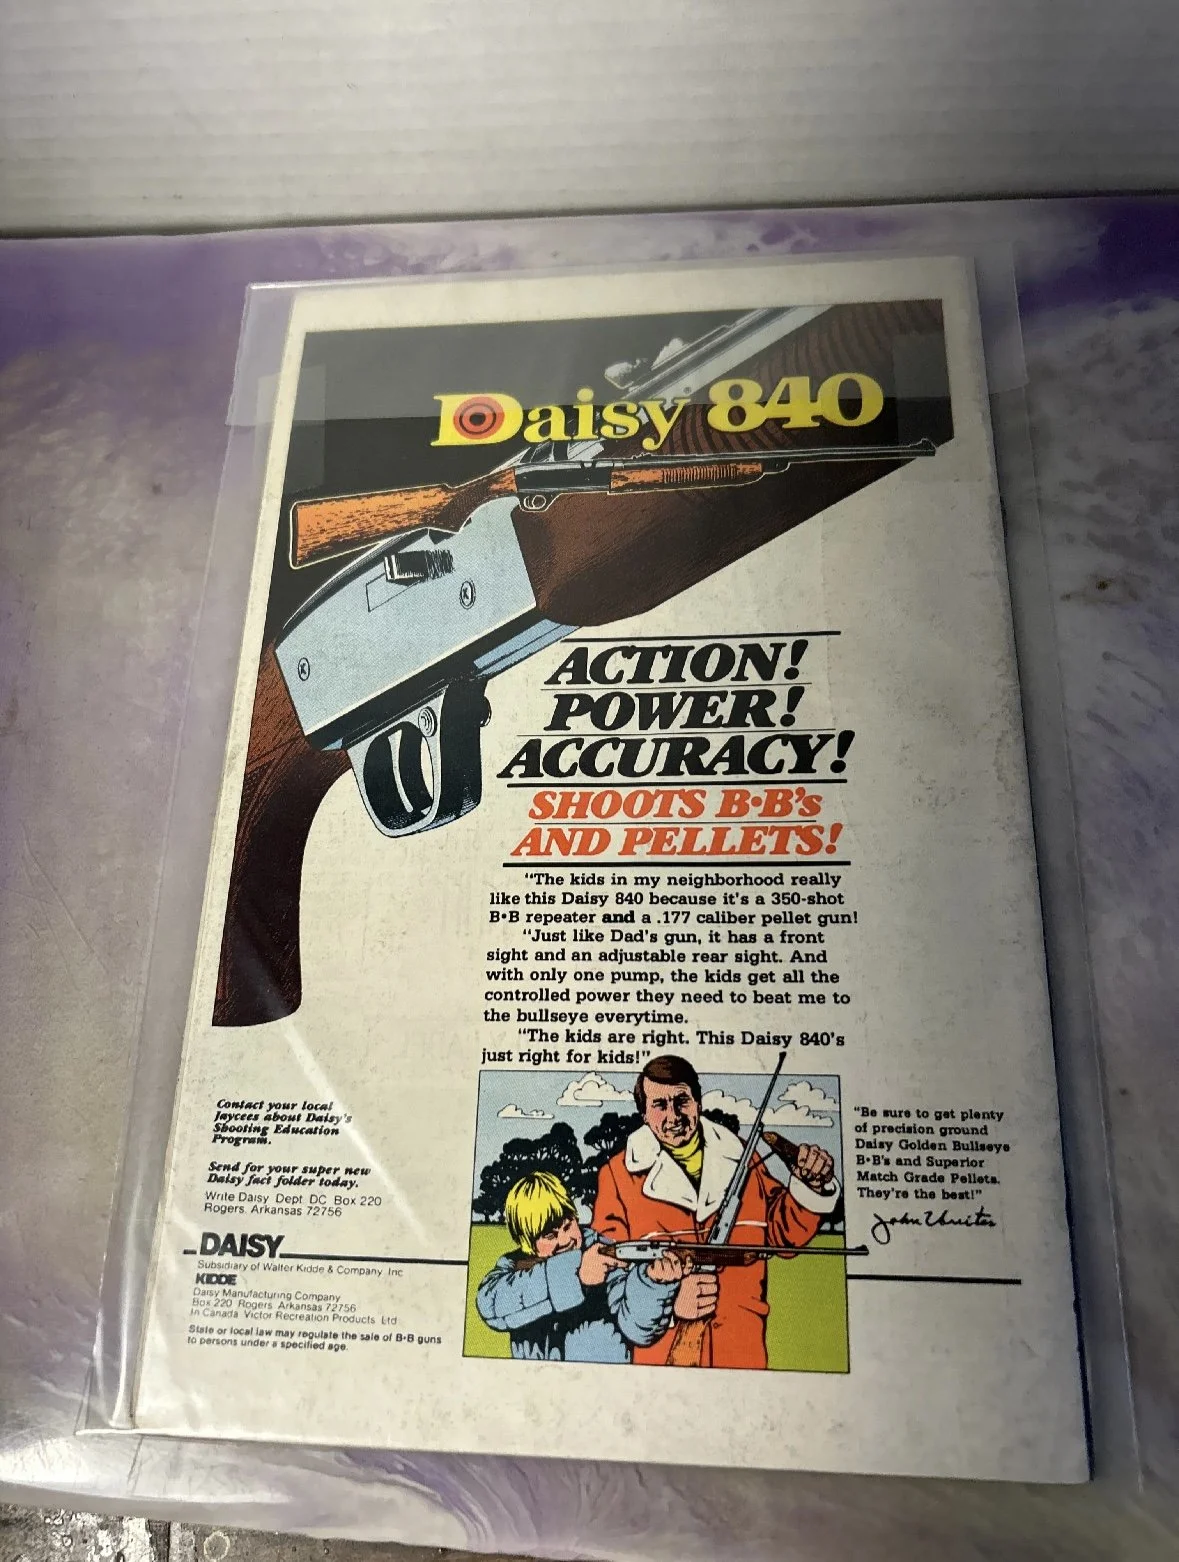 Daisy 840
ACTION!
POWER!
ACCURACY!
SHOOTS B•B's
AND PELLETS!
"The kids in my neighborhood really
like this Daisy 840 because it's a 350-shot
B•B repeater and a .177 caliber pellet gun!
"Just like Dad's gun, it has a front
sight and an adjustable rear sight. And
with only one pump, the kids get all the
controlled power they need to beat me to
the bullseye everytime.
"The kids are right. This Daisy 840's
just right for kids!"
Contact your local
Jaycees about Daisy's
Shooting Education
Program.
Send for your super new
Daisy fact folder today.
Write Daisy Dept DC Box 220
Rogers, Arkansas 72756
DAISY
Subsidiary of Walter Kidde & Company Inc
KIDDE
Daisy Manufacturing Company
Box 220 Rogers Arkansas 72756
In Canada Victor Recreation Products Ltd
State or local law may regulate the sale of B•B guns
to persons under a specified age.
"Be sure to get plenty
of precision ground
Daisy Golden Bullseye
B•B's and Superior
Match Grade Pellets.
They're the best!"
John